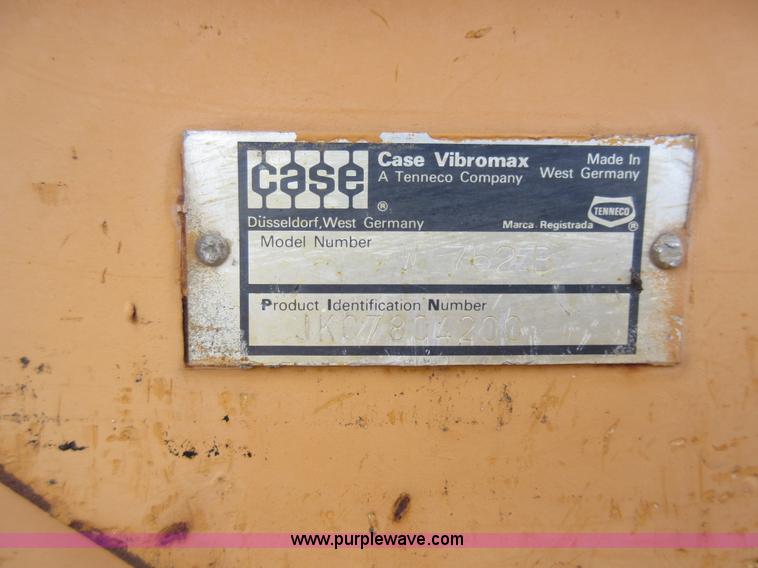 case
Case Vibromax
A Tenneco Company
Made In
West Germany
®
Düsseldorf, West Germany
Marca Registrada
TENNECO
®
Model Number
Product Identification Number
JKC7804200
www.purplewave.com